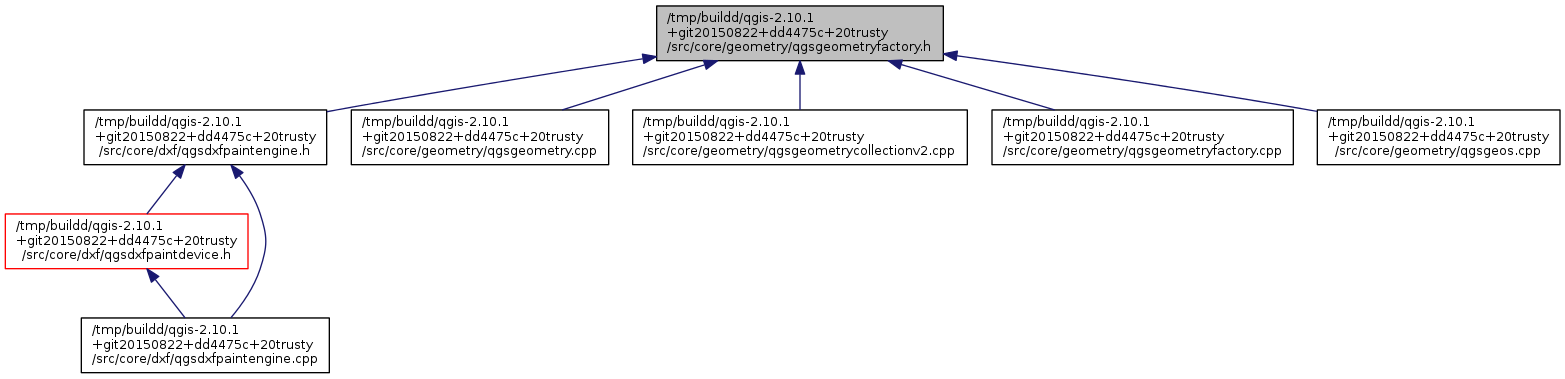 /tmp/buildd/qgis-2.10.1
+git20150822+dd4475c+20trusty
/src/core/geometry/qgsgeometryfactory.h
/tmp/buildd/qgis-2.10.1
+git20150822+dd4475c+20trusty
/src/core/dxf/qgsdxfpaintengine.h
/tmp/buildd/qgis-2.10.1
+git20150822+dd4475c+20trusty
/src/core/geometry/qgsgeometry.cpp
/tmp/buildd/qgis-2.10.1
+git20150822+dd4475c+20trusty
/src/core/geometry/qgsgeometrycollectionv2.cpp
/tmp/buildd/qgis-2.10.1
+git20150822+dd4475c+20trusty
/src/core/geometry/qgsgeometryfactory.cpp
/tmp/buildd/qgis-2.10.1
+git20150822+dd4475c+20trusty
/src/core/geometry/qgsgeos.cpp
/tmp/buildd/qgis-2.10.1
+git20150822+dd4475c+20trusty
/src/core/dxf/qgsdxfpaintdevice.h
/tmp/buildd/qgis-2.10.1
+git20150822+dd4475c+20trusty
/src/core/dxf/qgsdxfpaintengine.cpp